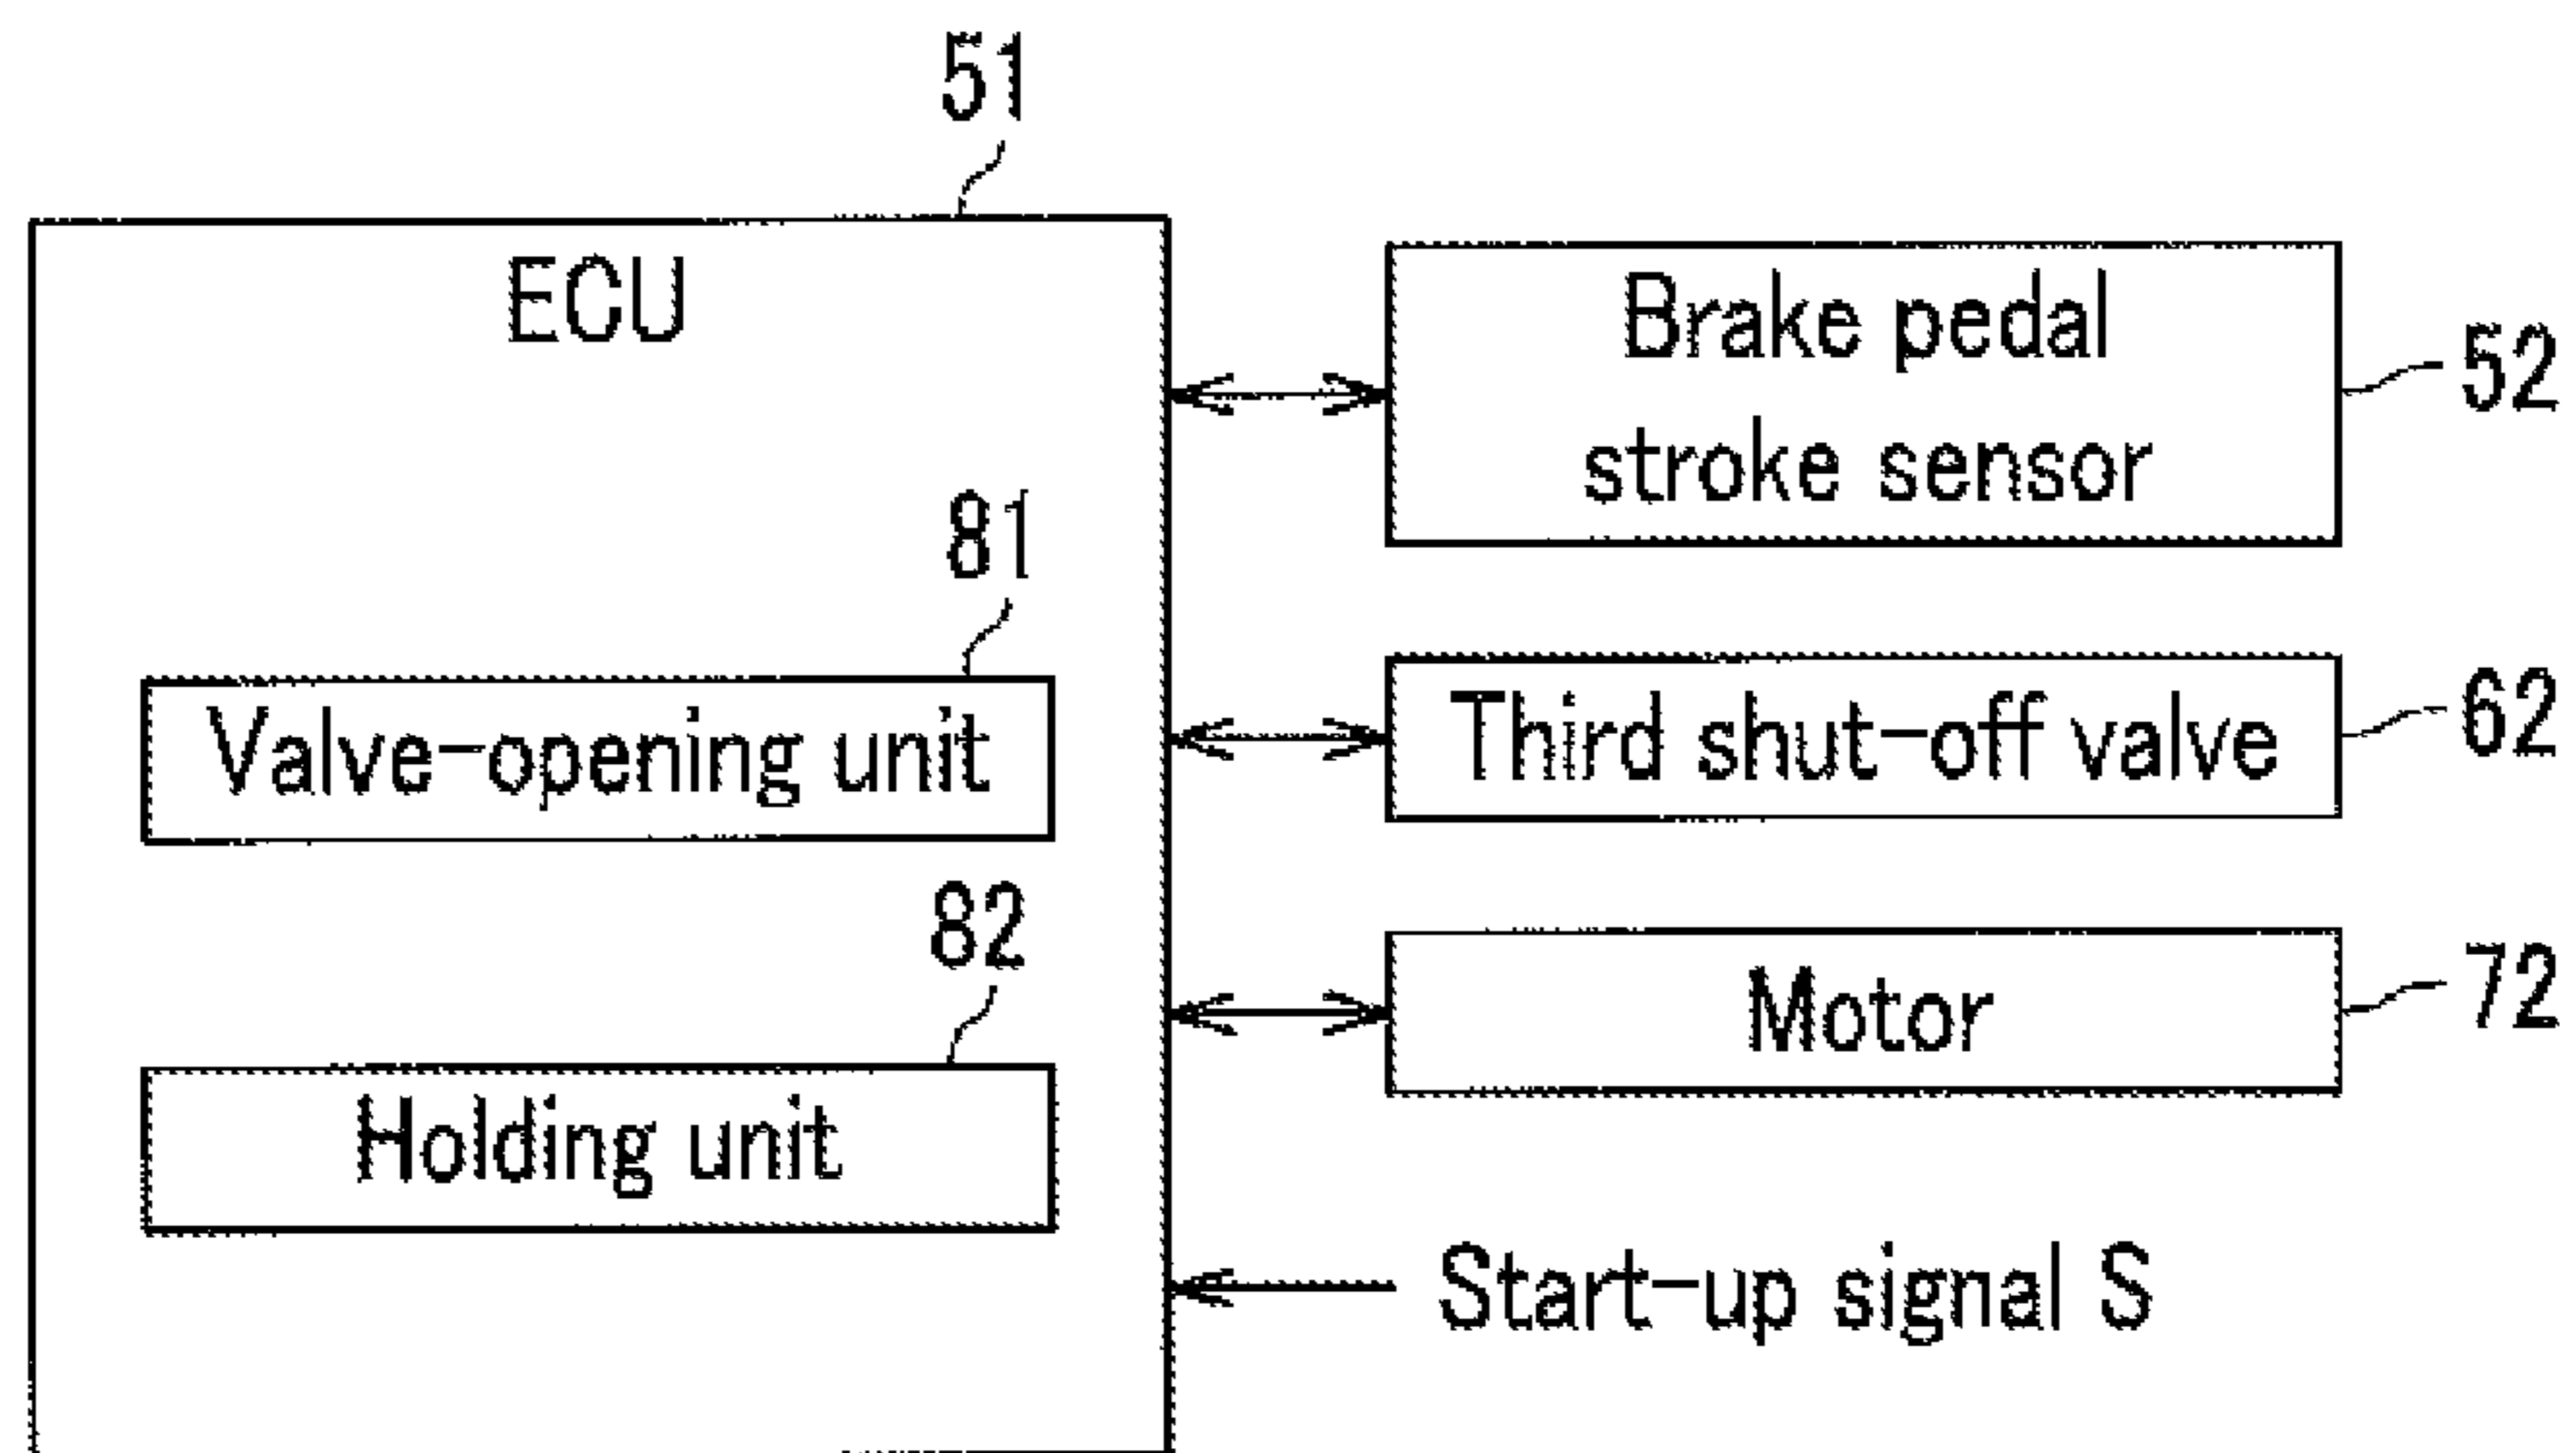 51
ECU
Brake pedal
stroke sensor
52
81
Valve-opening unit
Third shut-off valve
62
82
Holding unit
Motor
72
Start-up signal S